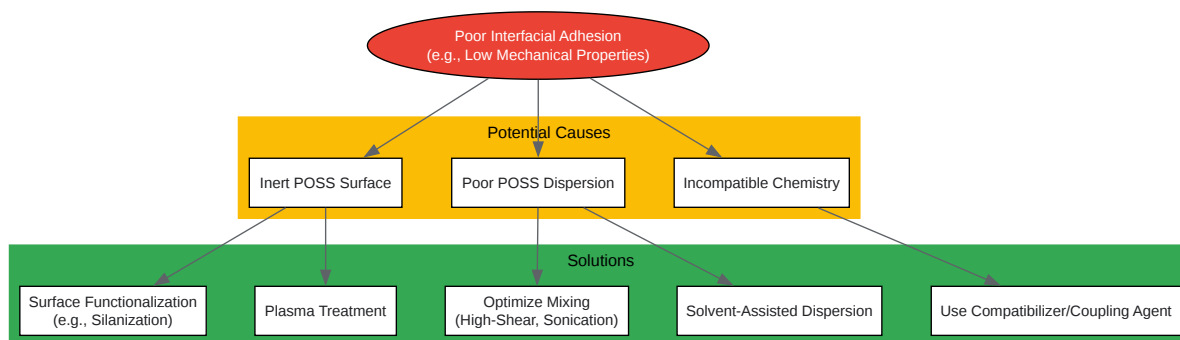 Poor Interfacial Adhesion
(e.g., Low Mechanical Properties)
Potential Causes
Inert POSS Surface
Poor POSS Dispersion
Incompatible Chemistry
Solutions
Surface Functionalization
(e.g., Silanization)
Plasma Treatment
Optimize Mixing
(High-Shear, Sonication)
Solvent-Assisted Dispersion
Use Compatibilizer/Coupling Agent